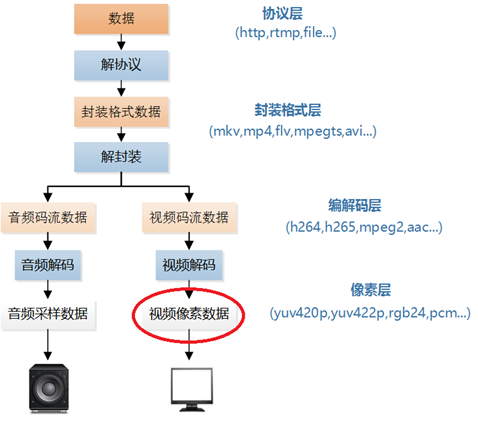 数据
协议层
(http,rtmp,file...)
解协议
封装格式数据
封装格式层
(mkv,mp4,flv,mpegts,avi...)
解封装
音频码流数据
视频码流数据
编解码层
(h264,h265,mpeg2,aac...)
音频解码
视频解码
像素层
音频采样数据
视频像素数据
(yuv420p,yuv422p,rgb24,pcm...)